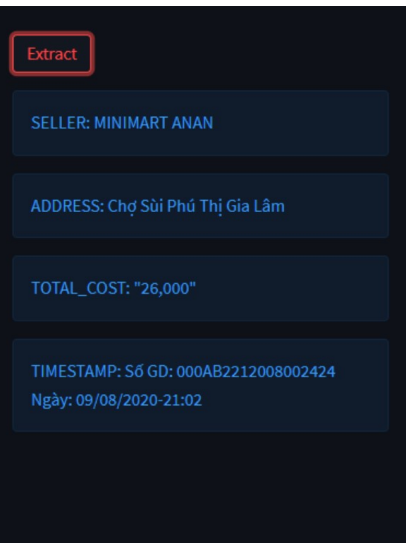 Extract
SELLER: MINIMART ANAN
ADDRESS: Chợ Sùi Phú Thị Gia Lâm
TOTAL_COST: "26,000"
TIMESTAMP: Số GD: 000AB2212008002424
Ngày: 09/08/2020-21:02